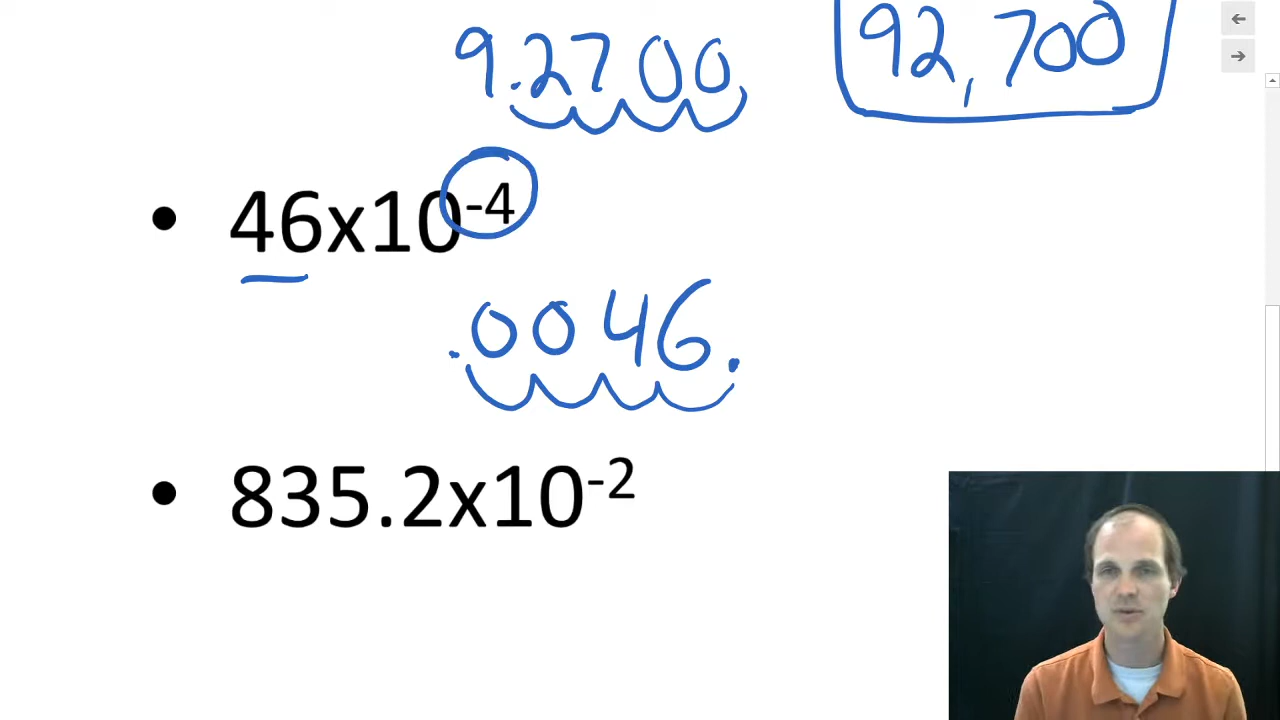 9.2700. 92,700
• 46x10⁻⁴
.0046.
• 835.2x10⁻²